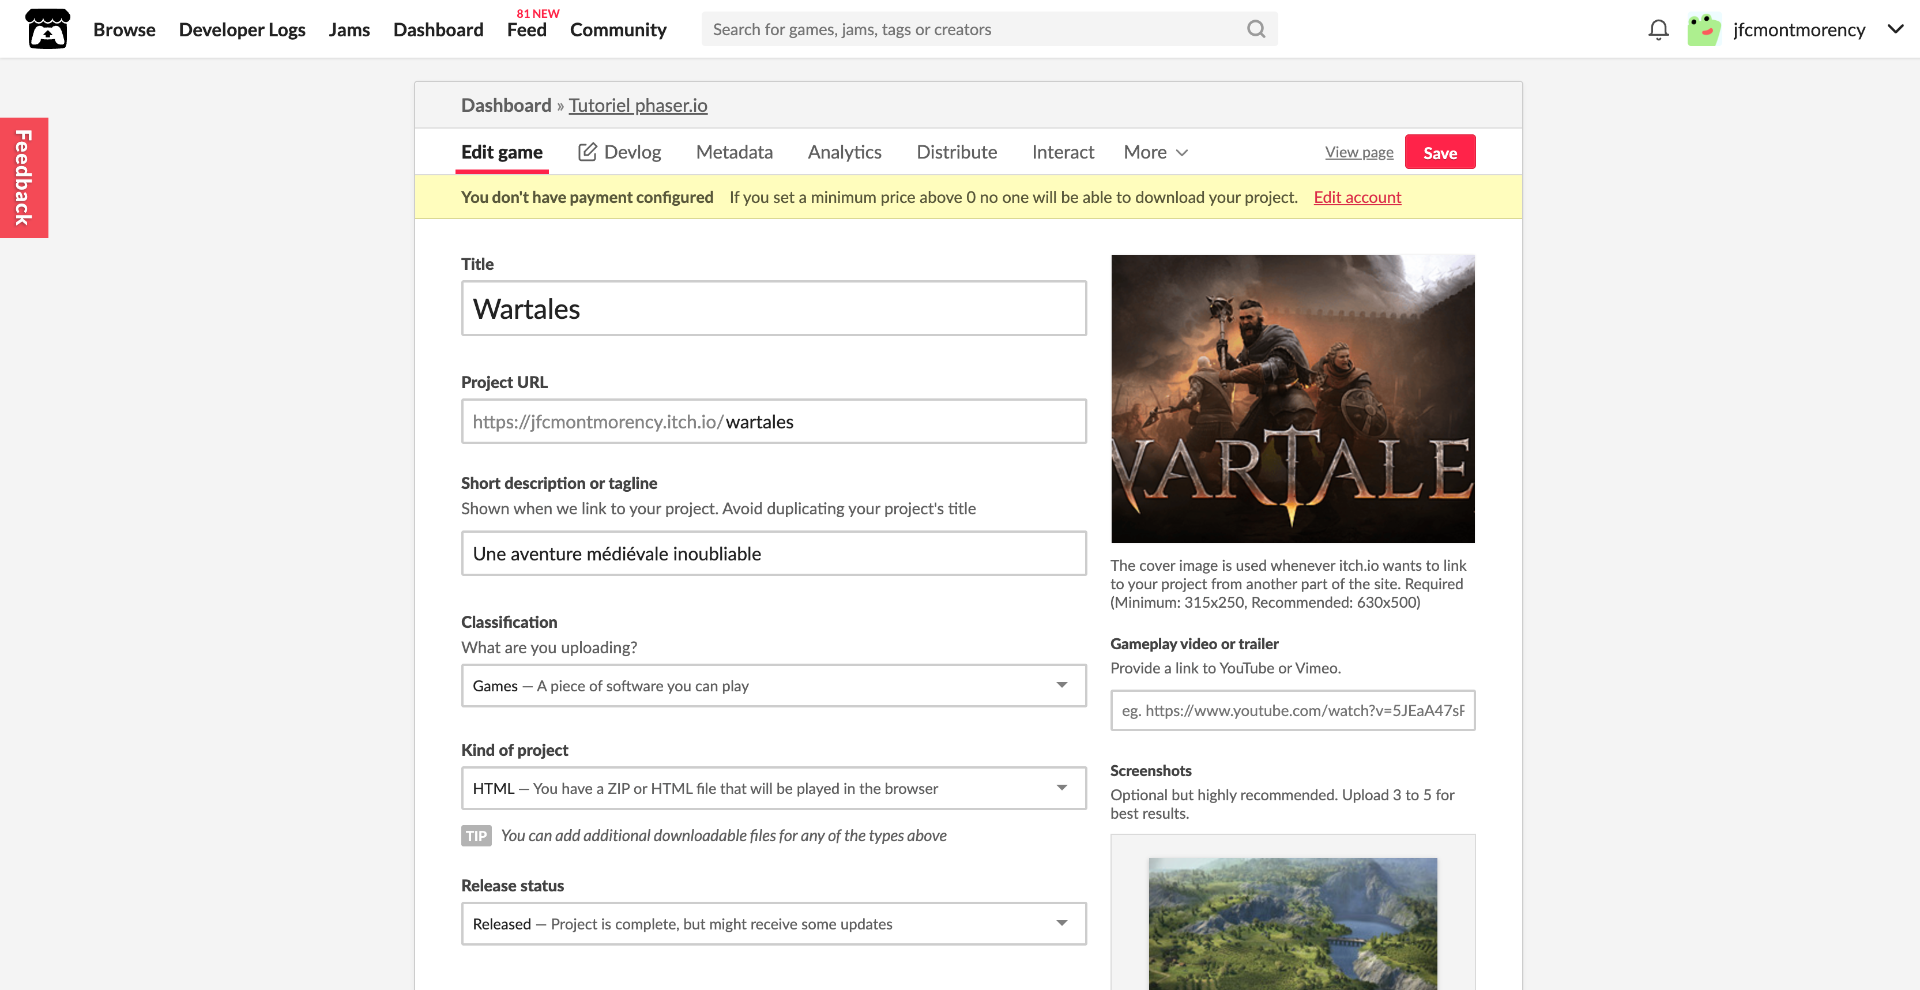 Browse Developer Logs Jams Dashboard Feed 81 NEW Community
Search for games, jams, tags or creators
jfcmontmorency
Feedback
Dashboard » Tutoriel phaser.io
Edit game Devlog Metadata Analytics Distribute Interact More View page Save
You don't have payment configured If you set a minimum price above 0 no one will be able to download your project. Edit account
Title
Wartales
Project URL
https://jfcmontmorency.itch.io/wartales
Short description or tagline
Shown when we link to your project. Avoid duplicating your project's title
Une aventure médiévale inoubliable
Classification
What are you uploading?
Games — A piece of software you can play
Kind of project
HTML — You have a ZIP or HTML file that will be played in the browser
TIP You can add additional downloadable files for any of the types above
Release status
Released — Project is complete, but might receive some updates
WARTALE
The cover image is used whenever itch.io wants to link
to your project from another part of the site. Required
(Minimum: 315x250, Recommended: 630x500)
Gameplay video or trailer
Provide a link to YouTube or Vimeo.
eg. https://www.youtube.com/watch?v=5JEaA47sF
Screenshots
Optional but highly recommended. Upload 3 to 5 for
best results.